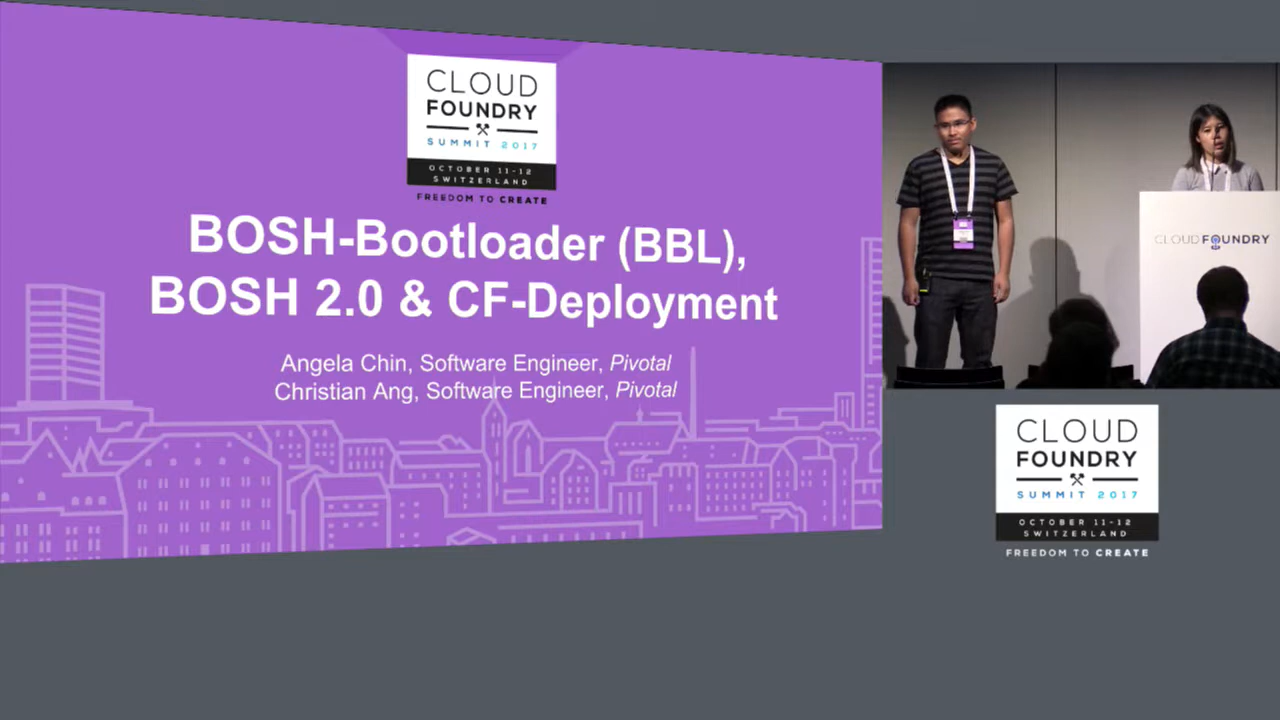 CLOUD
FOUNDRY
SUMMIT 2017
OCTOBER 11-12
SWITZERLAND
FREEDOM TO CREATE
BOSH-Bootloader (BBL),
BOSH 2.0 & CF-Deployment
Angela Chin, Software Engineer, Pivotal
Christian Ang, Software Engineer, Pivotal
CLOUD FOUNDRY
CLOUD
FOUNDRY
SUMMIT 2017
OCTOBER 11-12
SWITZERLAND
FREEDOM TO CREATE